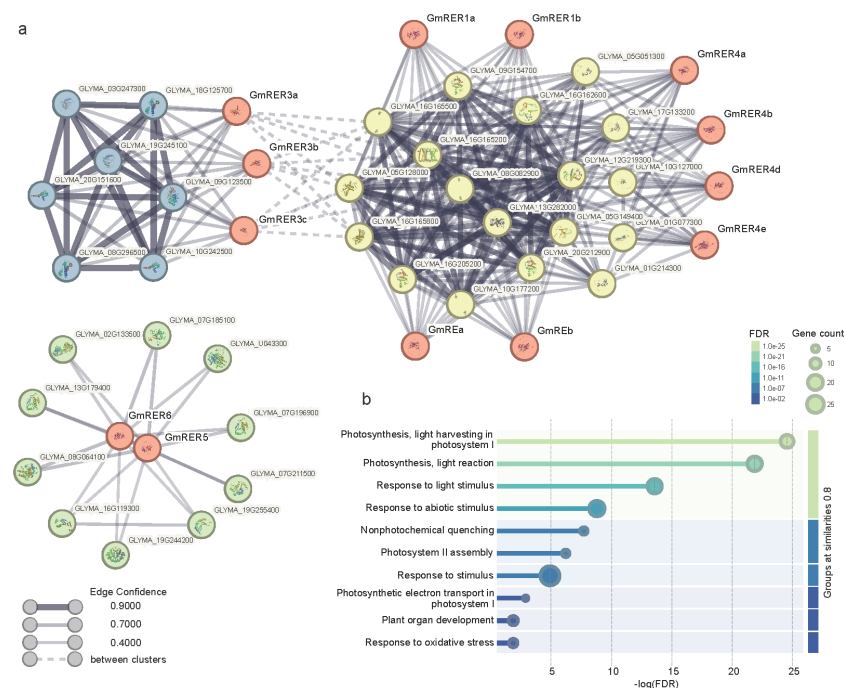 a
GmRER1a
GmRER1b
GLYMA_05G051300
GmRER4a
GLYMA_03G247300
GLYMA_18G125700
GmRER3a
GLYMA_09G154700
GLYMA_16G162600
GLYMA_16G165500
GLYMA_17G133200
GmRER4b
GLYMA_19G245100
GmRER3b
GLYMA_16G165200
GLYMA_12G219300
GLYMA_10G127000
GLYMA_20G151600
GLYMA_09G123500
GLYMA_05G128000
GLYMA_08G082900
GmRER4d
GmRER3c
GLYMA_16G165800
GLYMA_13G282000
GLYMA_05G149400
GLYMA_01G077300
GmRER4e
GLYMA_08G296500
GLYMA_10G242500
GLYMA_16G205200
GLYMA_20G212900
GLYMA_01G214300
GLYMA_10G177200
GmREa
GmREb
GLYMA_07G185100
GLYMA_02G133500
GLYMA_U043300
GLYMA_13G179400
GmRER6
GmRER5
GLYMA_07G196900
GLYMA_08G064100
GLYMA_07G211500
GLYMA_16G119300
GLYMA_19G255400
GLYMA_19G244200
Edge Confidence
0.9000
0.7000
0.4000
between clusters
FDR
1.0e-25
1.0e-21
1.0e-16
1.0e-11
1.0e-07
1.0e-02
Gene count
5
10
20
25
b
Photosynthesis, light harvesting in
photosystem I
Photosynthesis, light reaction
Response to light stimulus
Response to abiotic stimulus
Nonphotochemical quenching
Photosystem II assembly
Response to stimulus
Photosynthetic electron transport in
photosystem I
Plant organ development
Response to oxidative stress
Groups at similarities 0.8
5
10
15
20
25
-log(FDR)